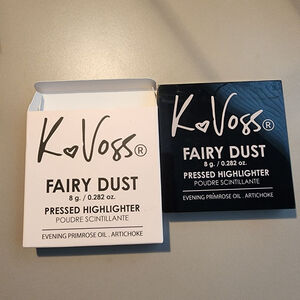 K♥Voss®
FAIRY DUST
8 g. / 0.282 oz.
PRESSED HIGHLIGHTER
POUDRE SCINTILLANTE
EVENING PRIMROSE OIL . ARTICHOKE
K♥Voss®
FAIRY DUST
8 g. / 0.282 oz.
PRESSED HIGHLIGHTER
POUDRE SCINTILLANTE
EVENING PRIMROSE OIL . ARTICHOKE